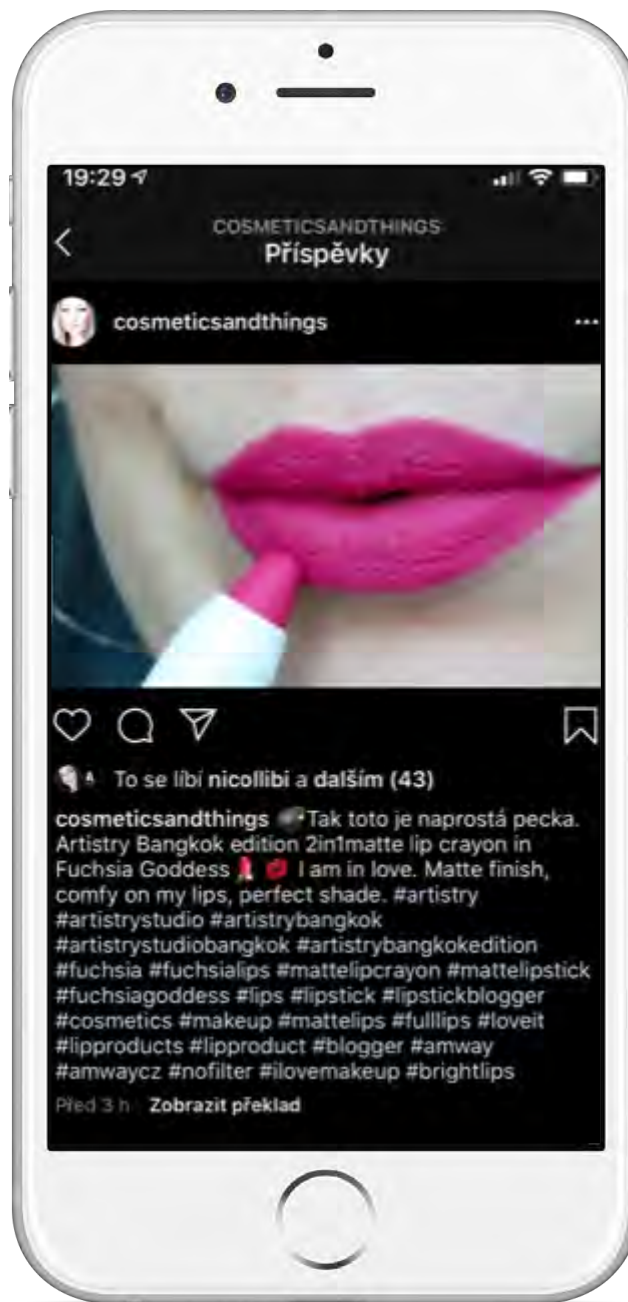 19:29
COSMETICSANDTHINGS
Příspěvky
cosmeticsandthings
To se líbí nicollibi a dalším (43)
cosmeticsandthings Tak toto je naprostá pecka.
Artistry Bangkok edition 2in1matte lip crayon in
Fuchsia Goddess 💄 💋 I am in love. Matte finish,
comfy on my lips, perfect shade. #artistry
#artistrystudio #artistrybangkok
#artistrystudiobangkok #artistrybangkokedition
#fuchsia #fuchsialips #mattelipcrayon #mattelipstick
#fuchsiagoddess #lips #lipstick #lipstickblogger
#cosmetics #makeup #mattelips #fulllips #loveit
#lipproducts #lipproduct #blogger #amway
#amwaycz #nofilter #ilovemakeup #brightlips
Před 3 h Zobrazit překlad